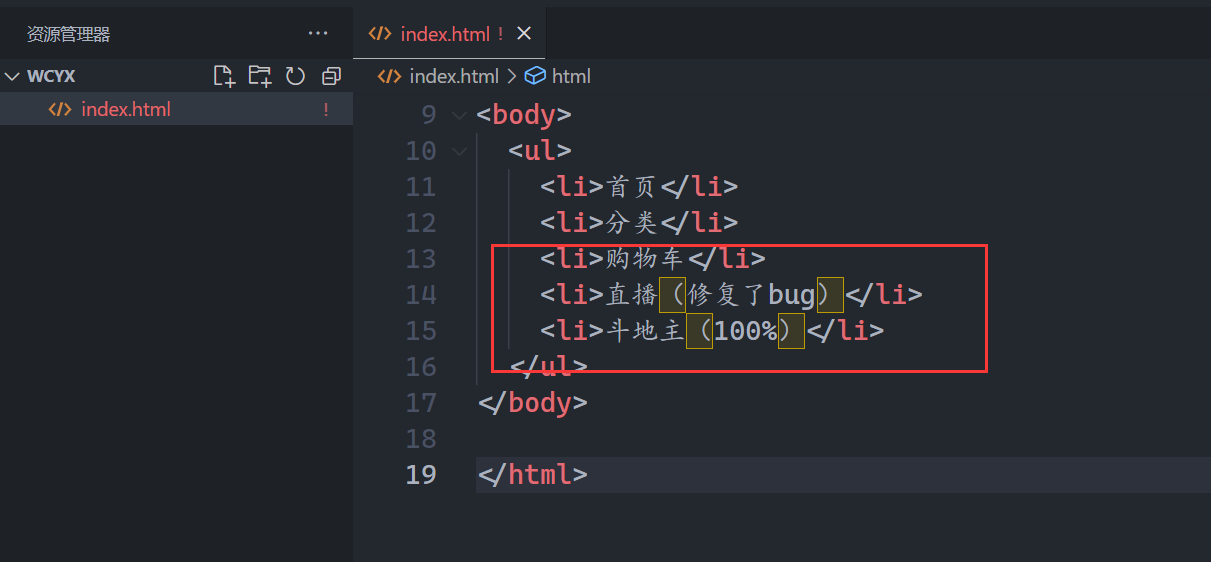 资源管理器 ···
index.html ! ×
WCYX
index.html > html
index.html !
9 <body>
10 <ul>
11 <li>首页</li>
12 <li>分类</li>
13 <li>购物车</li>
14 <li>直播（修复了bug）</li>
15 <li>斗地主（100%）</li>
16 </ul>
17 </body>
18
19 </html>